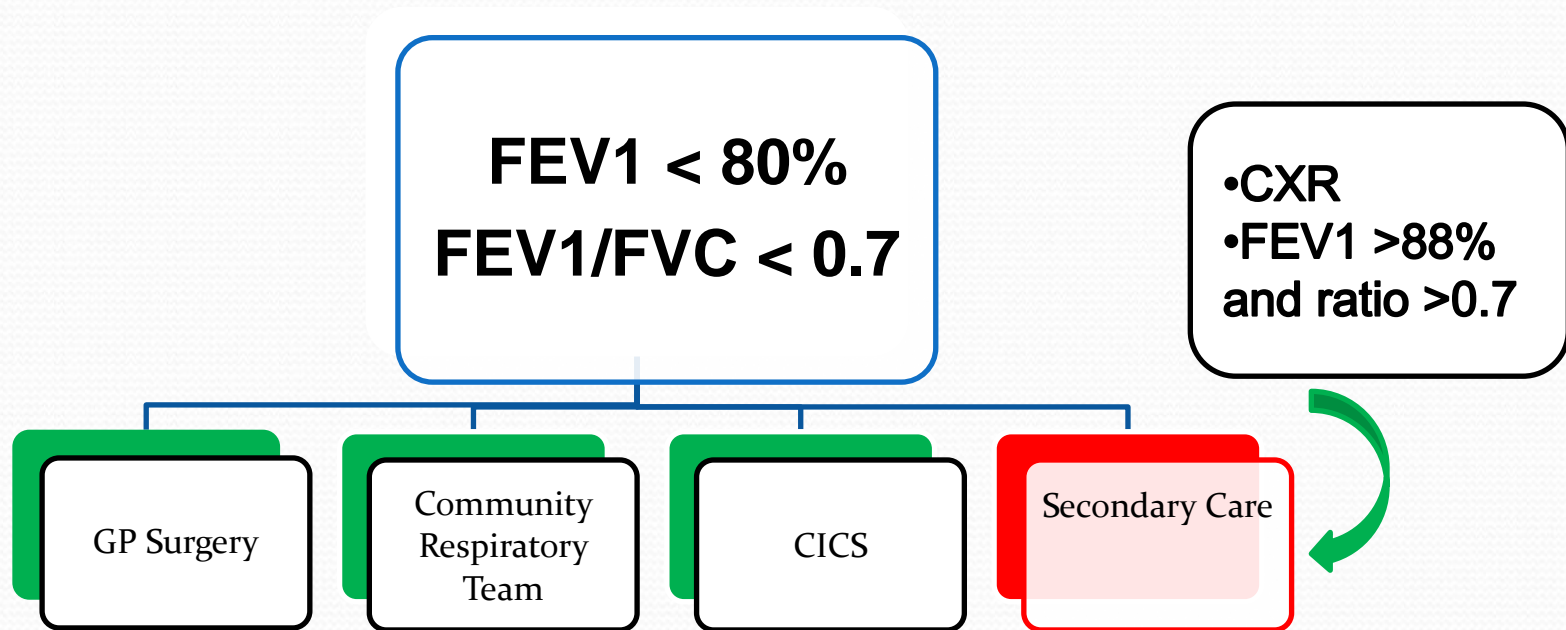 FEV1 < 80%
FEV1/FVC < 0.7
•CXR
•FEV1 >88%
and ratio >0.7
GP Surgery
Community
Respiratory
Team
CICS
Secondary Care